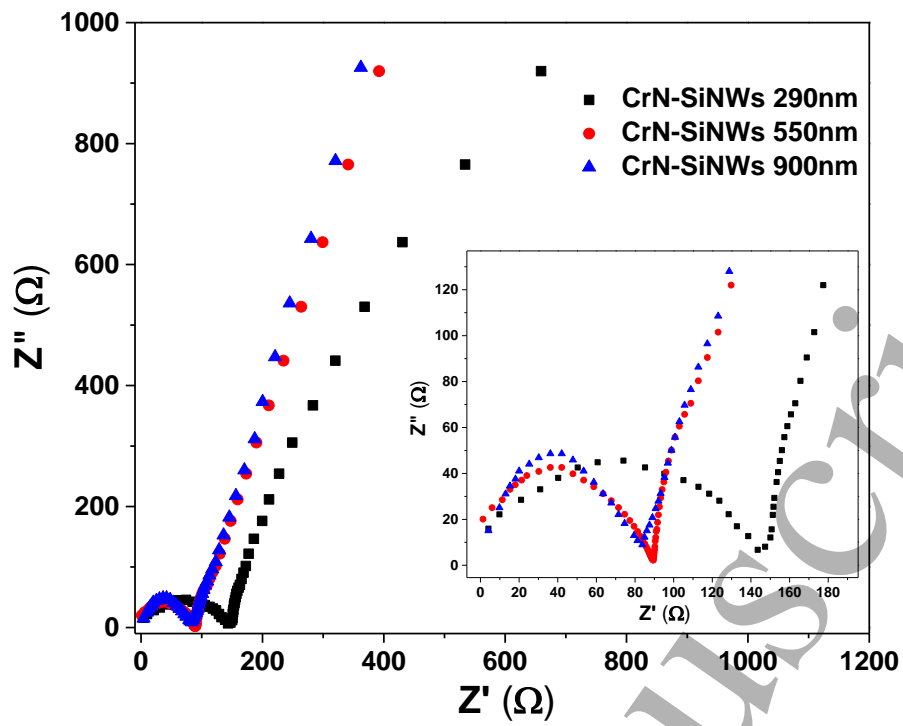 1000
800
600
400
200
0
Z" (Ω)
0 200 400 600 800 1000 1200
Z' (Ω)
CrN-SiNWs 290nm
CrN-SiNWs 550nm
CrN-SiNWs 900nm
120
100
80
60
40
20
0
Z" (Ω)
0 20 40 60 80 100 120 140 160 180
Z' (Ω)
uscri